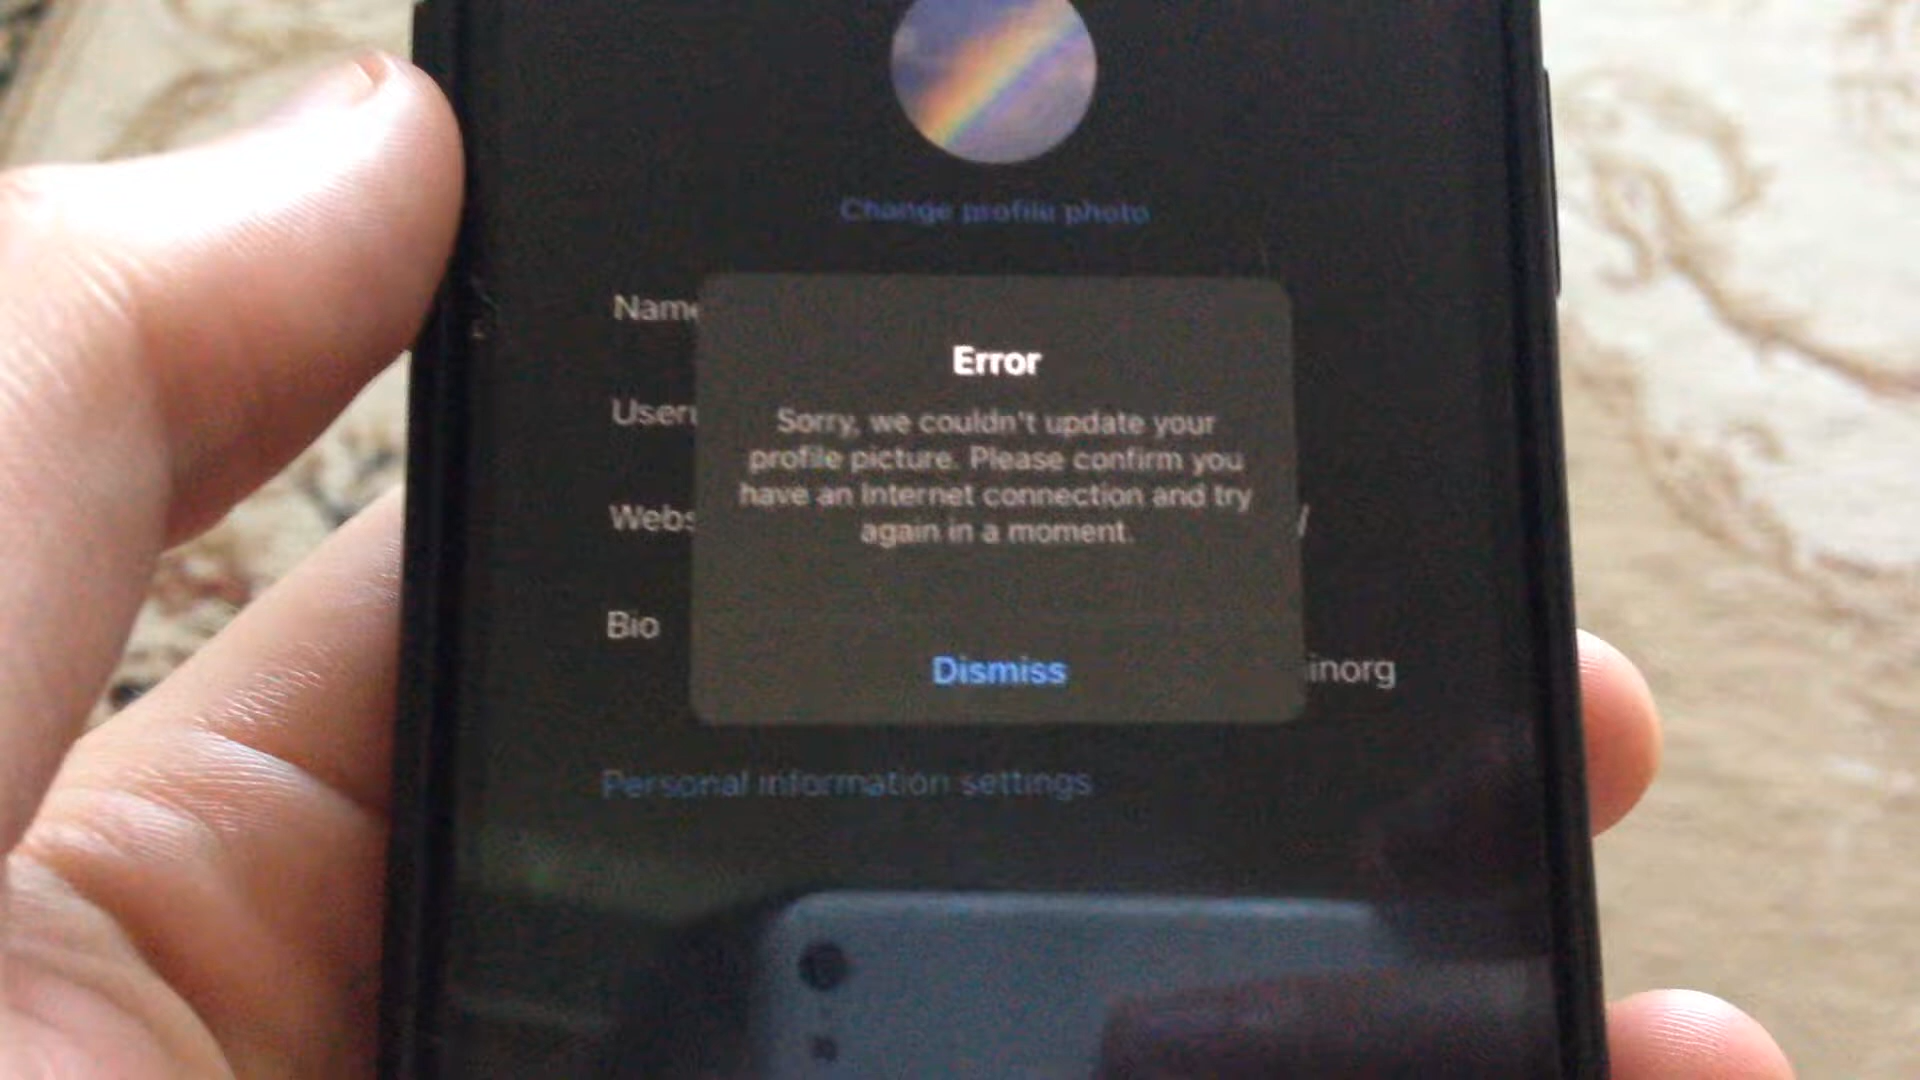 Change profile photo
Name
Error
Sorry, we couldn't update your
profile picture. Please confirm you
have an Internet connection and try
again in a moment.
Webs
/
Bio
Dismiss
inorg
Personal information settings